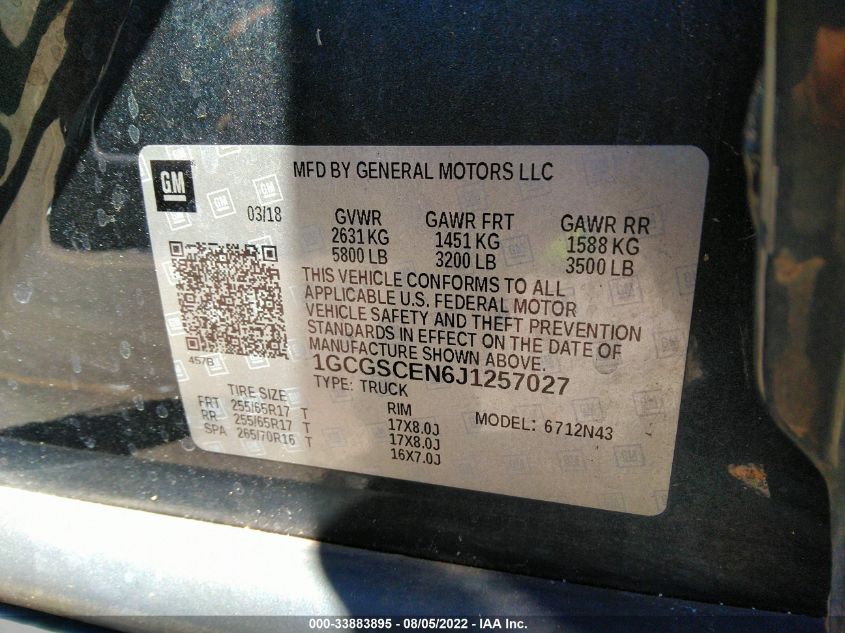 GM
MFD BY GENERAL MOTORS LLC
03/18
GVWR GAWR FRT GAWR RR
2631 KG 1451 KG 1588 KG
5800 LB 3200 LB 3500 LB
THIS VEHICLE CONFORMS TO ALL
APPLICABLE U.S. FEDERAL MOTOR
VEHICLE SAFETY AND THEFT PREVENTION
STANDARDS IN EFFECT ON THE DATE OF
MANUFACTURE SHOWN ABOVE.
457B
1GCGSCEN6J1257027
TYPE: TRUCK
TIRE SIZE RIM
FRT 255/65R17 T 17X8.0J
RR 255/65R17 T 17X8.0J
SPA 265/70R16 T 16X7.0J
MODEL: 6712N43
000-33883895 - 08/05/2022 - IAA Inc.